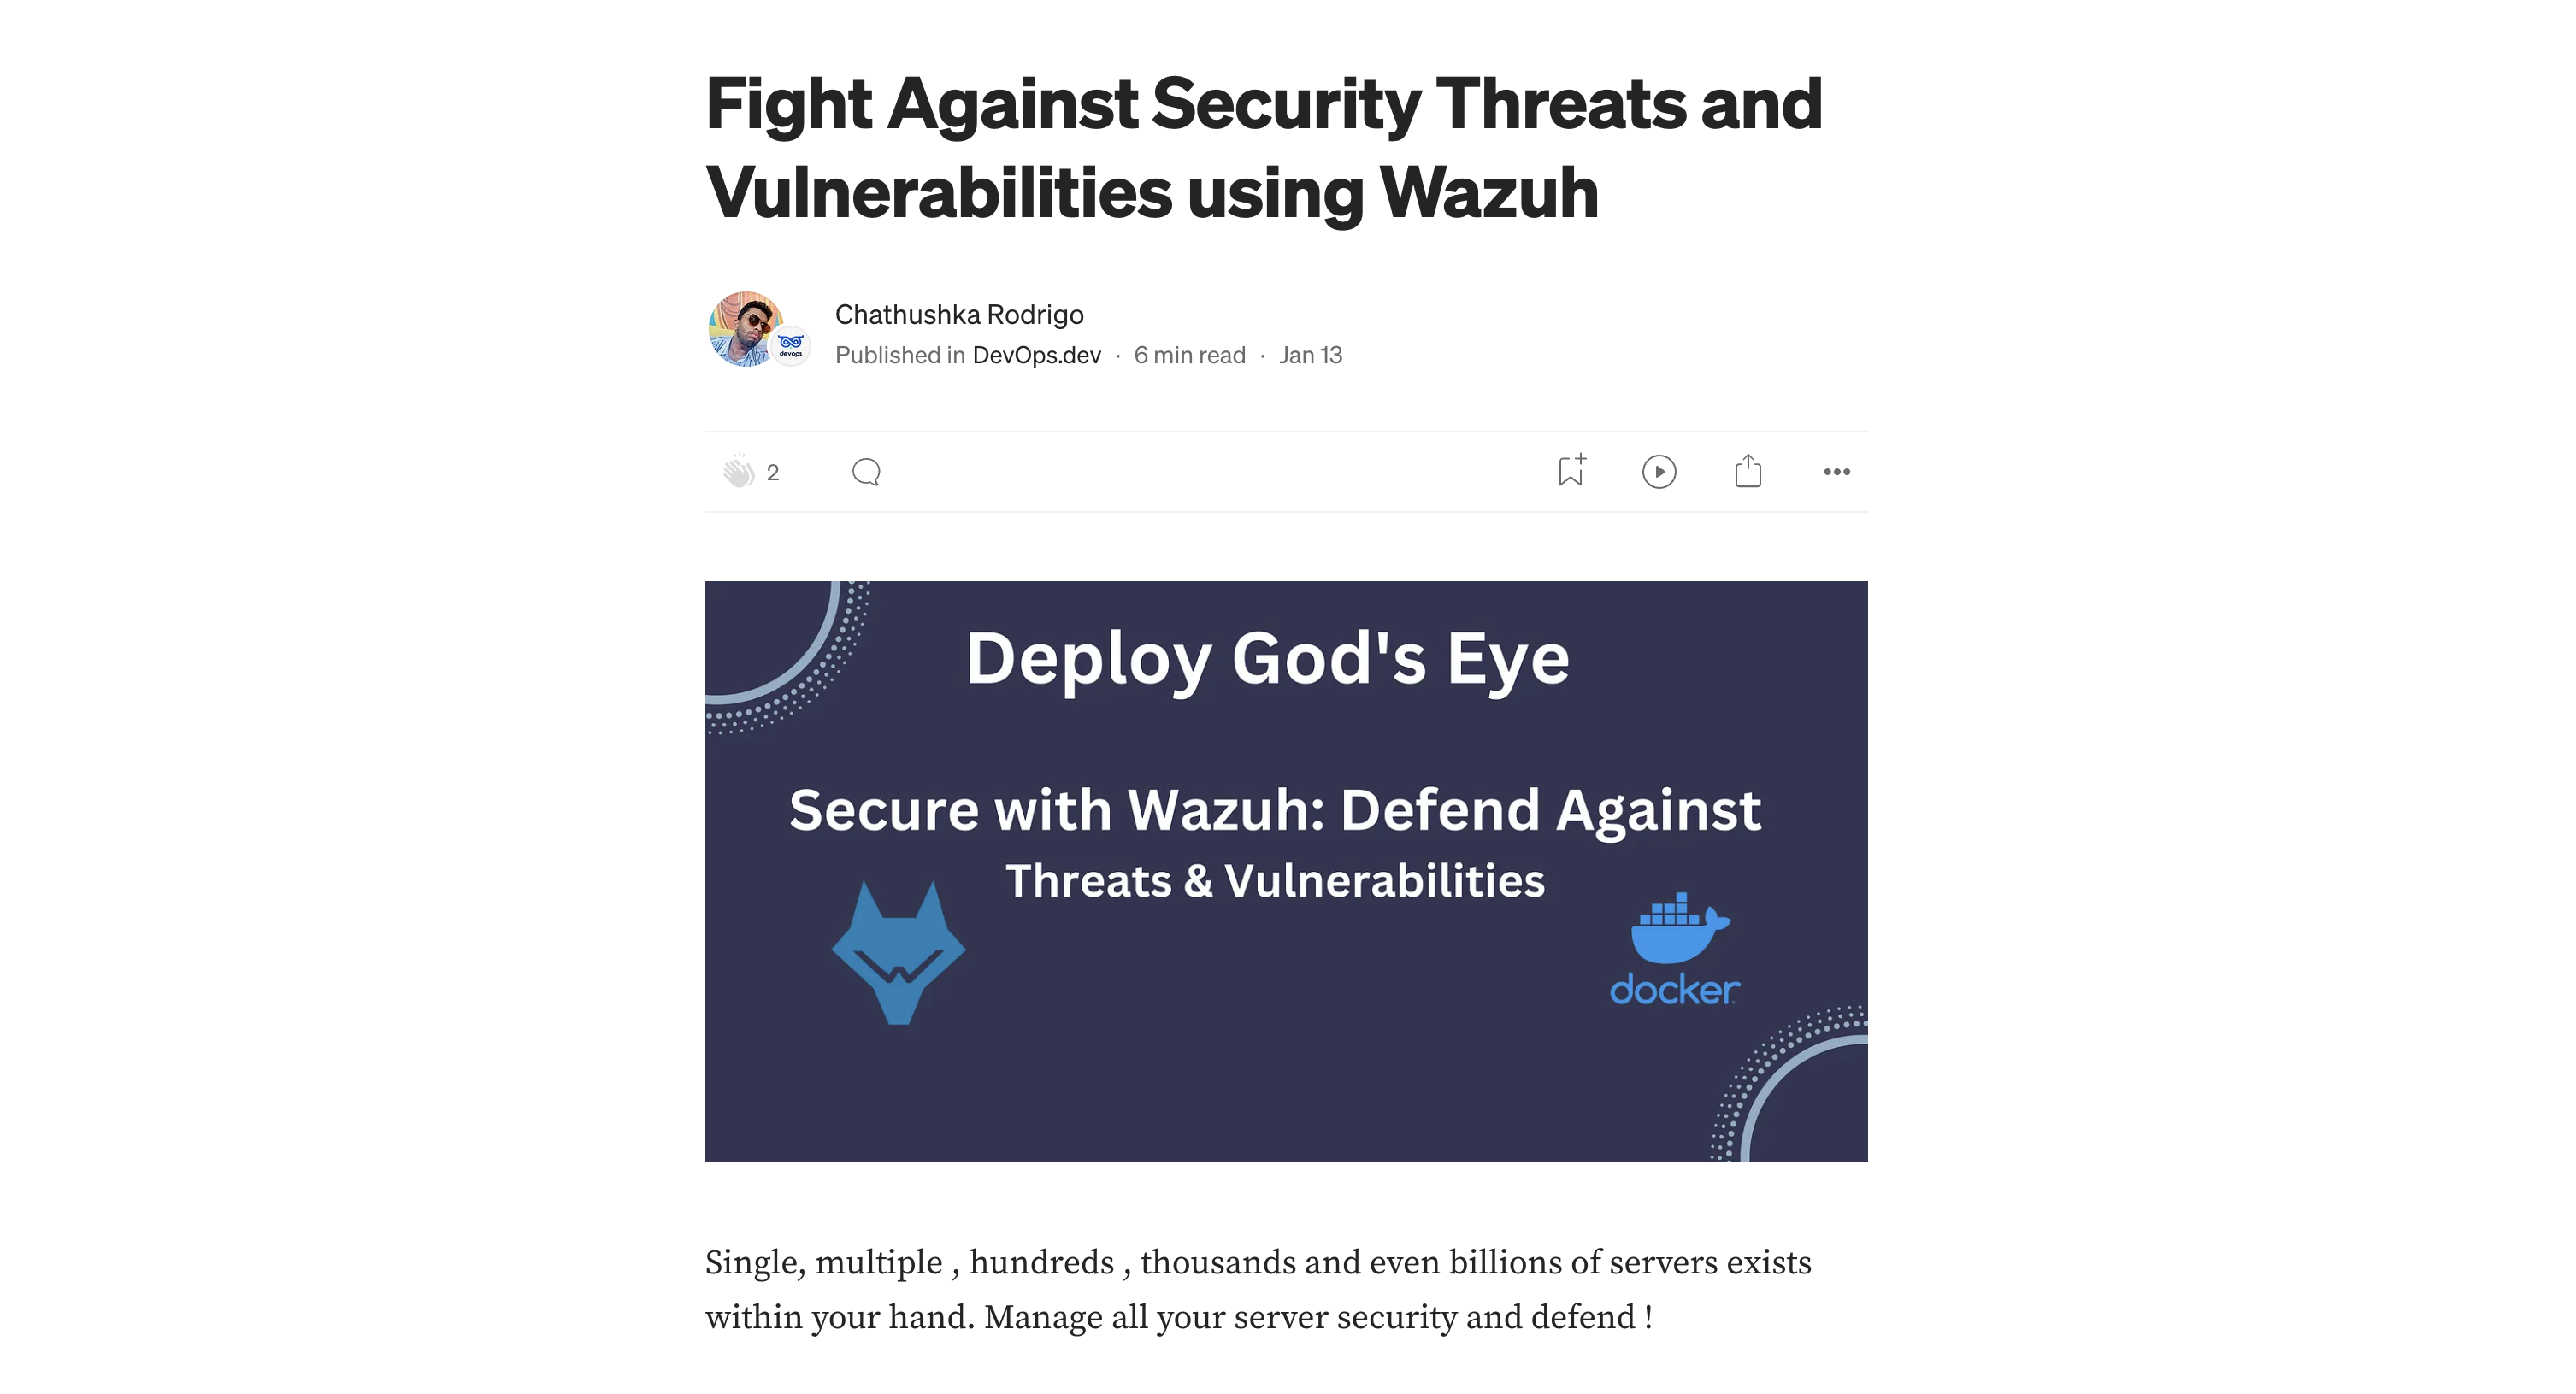 Fight Against Security Threats and
Vulnerabilities using Wazuh
Chathushka Rodrigo
devops
Published in DevOps.dev · 6 min read · Jan 13
2
Deploy God's Eye
Secure with Wazuh: Defend Against
Threats & Vulnerabilities
docker
Single, multiple , hundreds , thousands and even billions of servers exists
within your hand. Manage all your server security and defend !